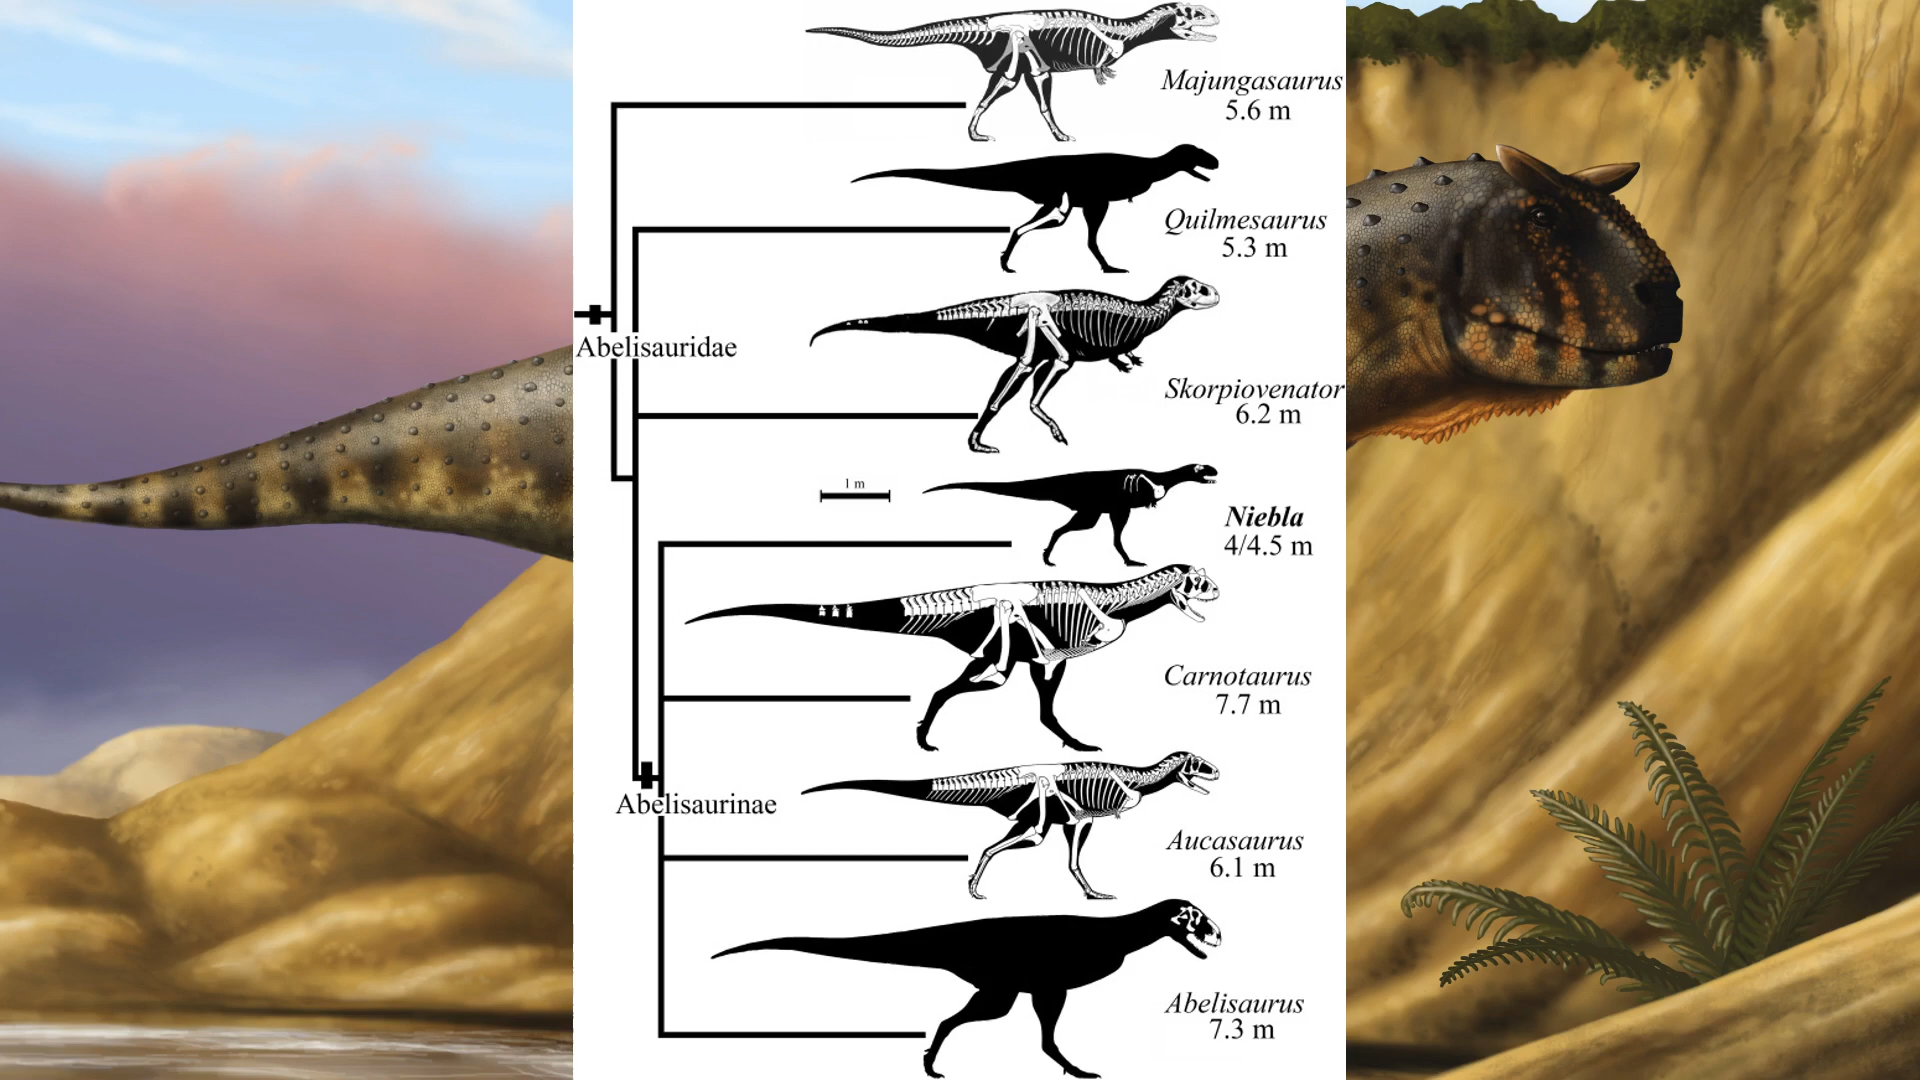 Majungasaurus
5.6 m
Quilmesaurus
5.3 m
Abelisauridae
Skorpiovenator
6.2 m
1 m
Niebla
4/4.5 m
Carnotaurus
7.7 m
Abelisaurinae
Aucasaurus
6.1 m
Abelisaurus
7.3 m